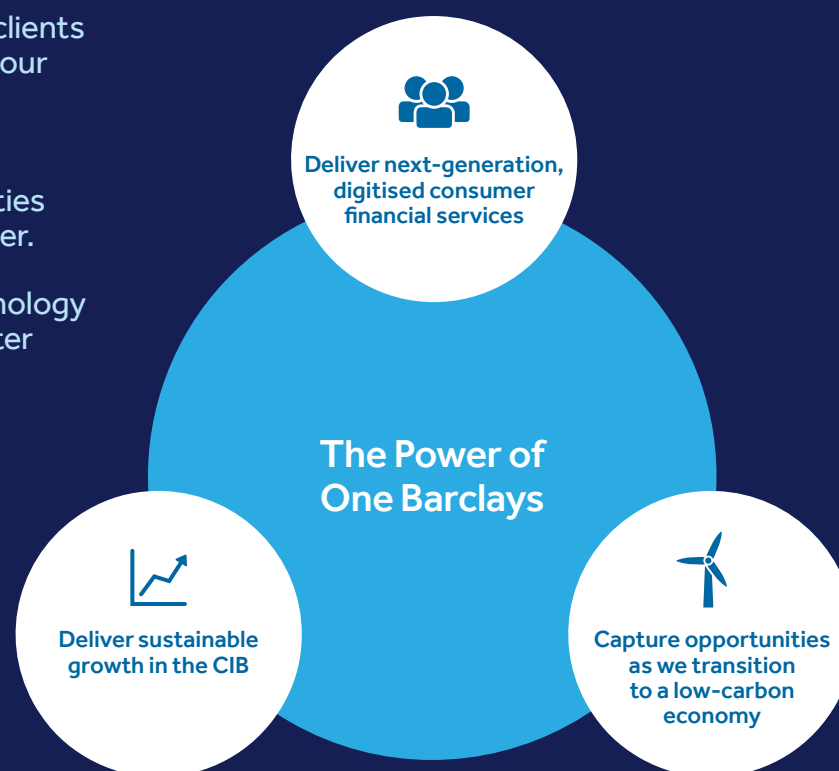 clients
our
ties
er.
nology
ter
Deliver next-generation,
digitised consumer
financial services
The Power of
One Barclays
Deliver sustainable
growth in the CIB
Capture opportunities
as we transition
to a low-carbon
economy